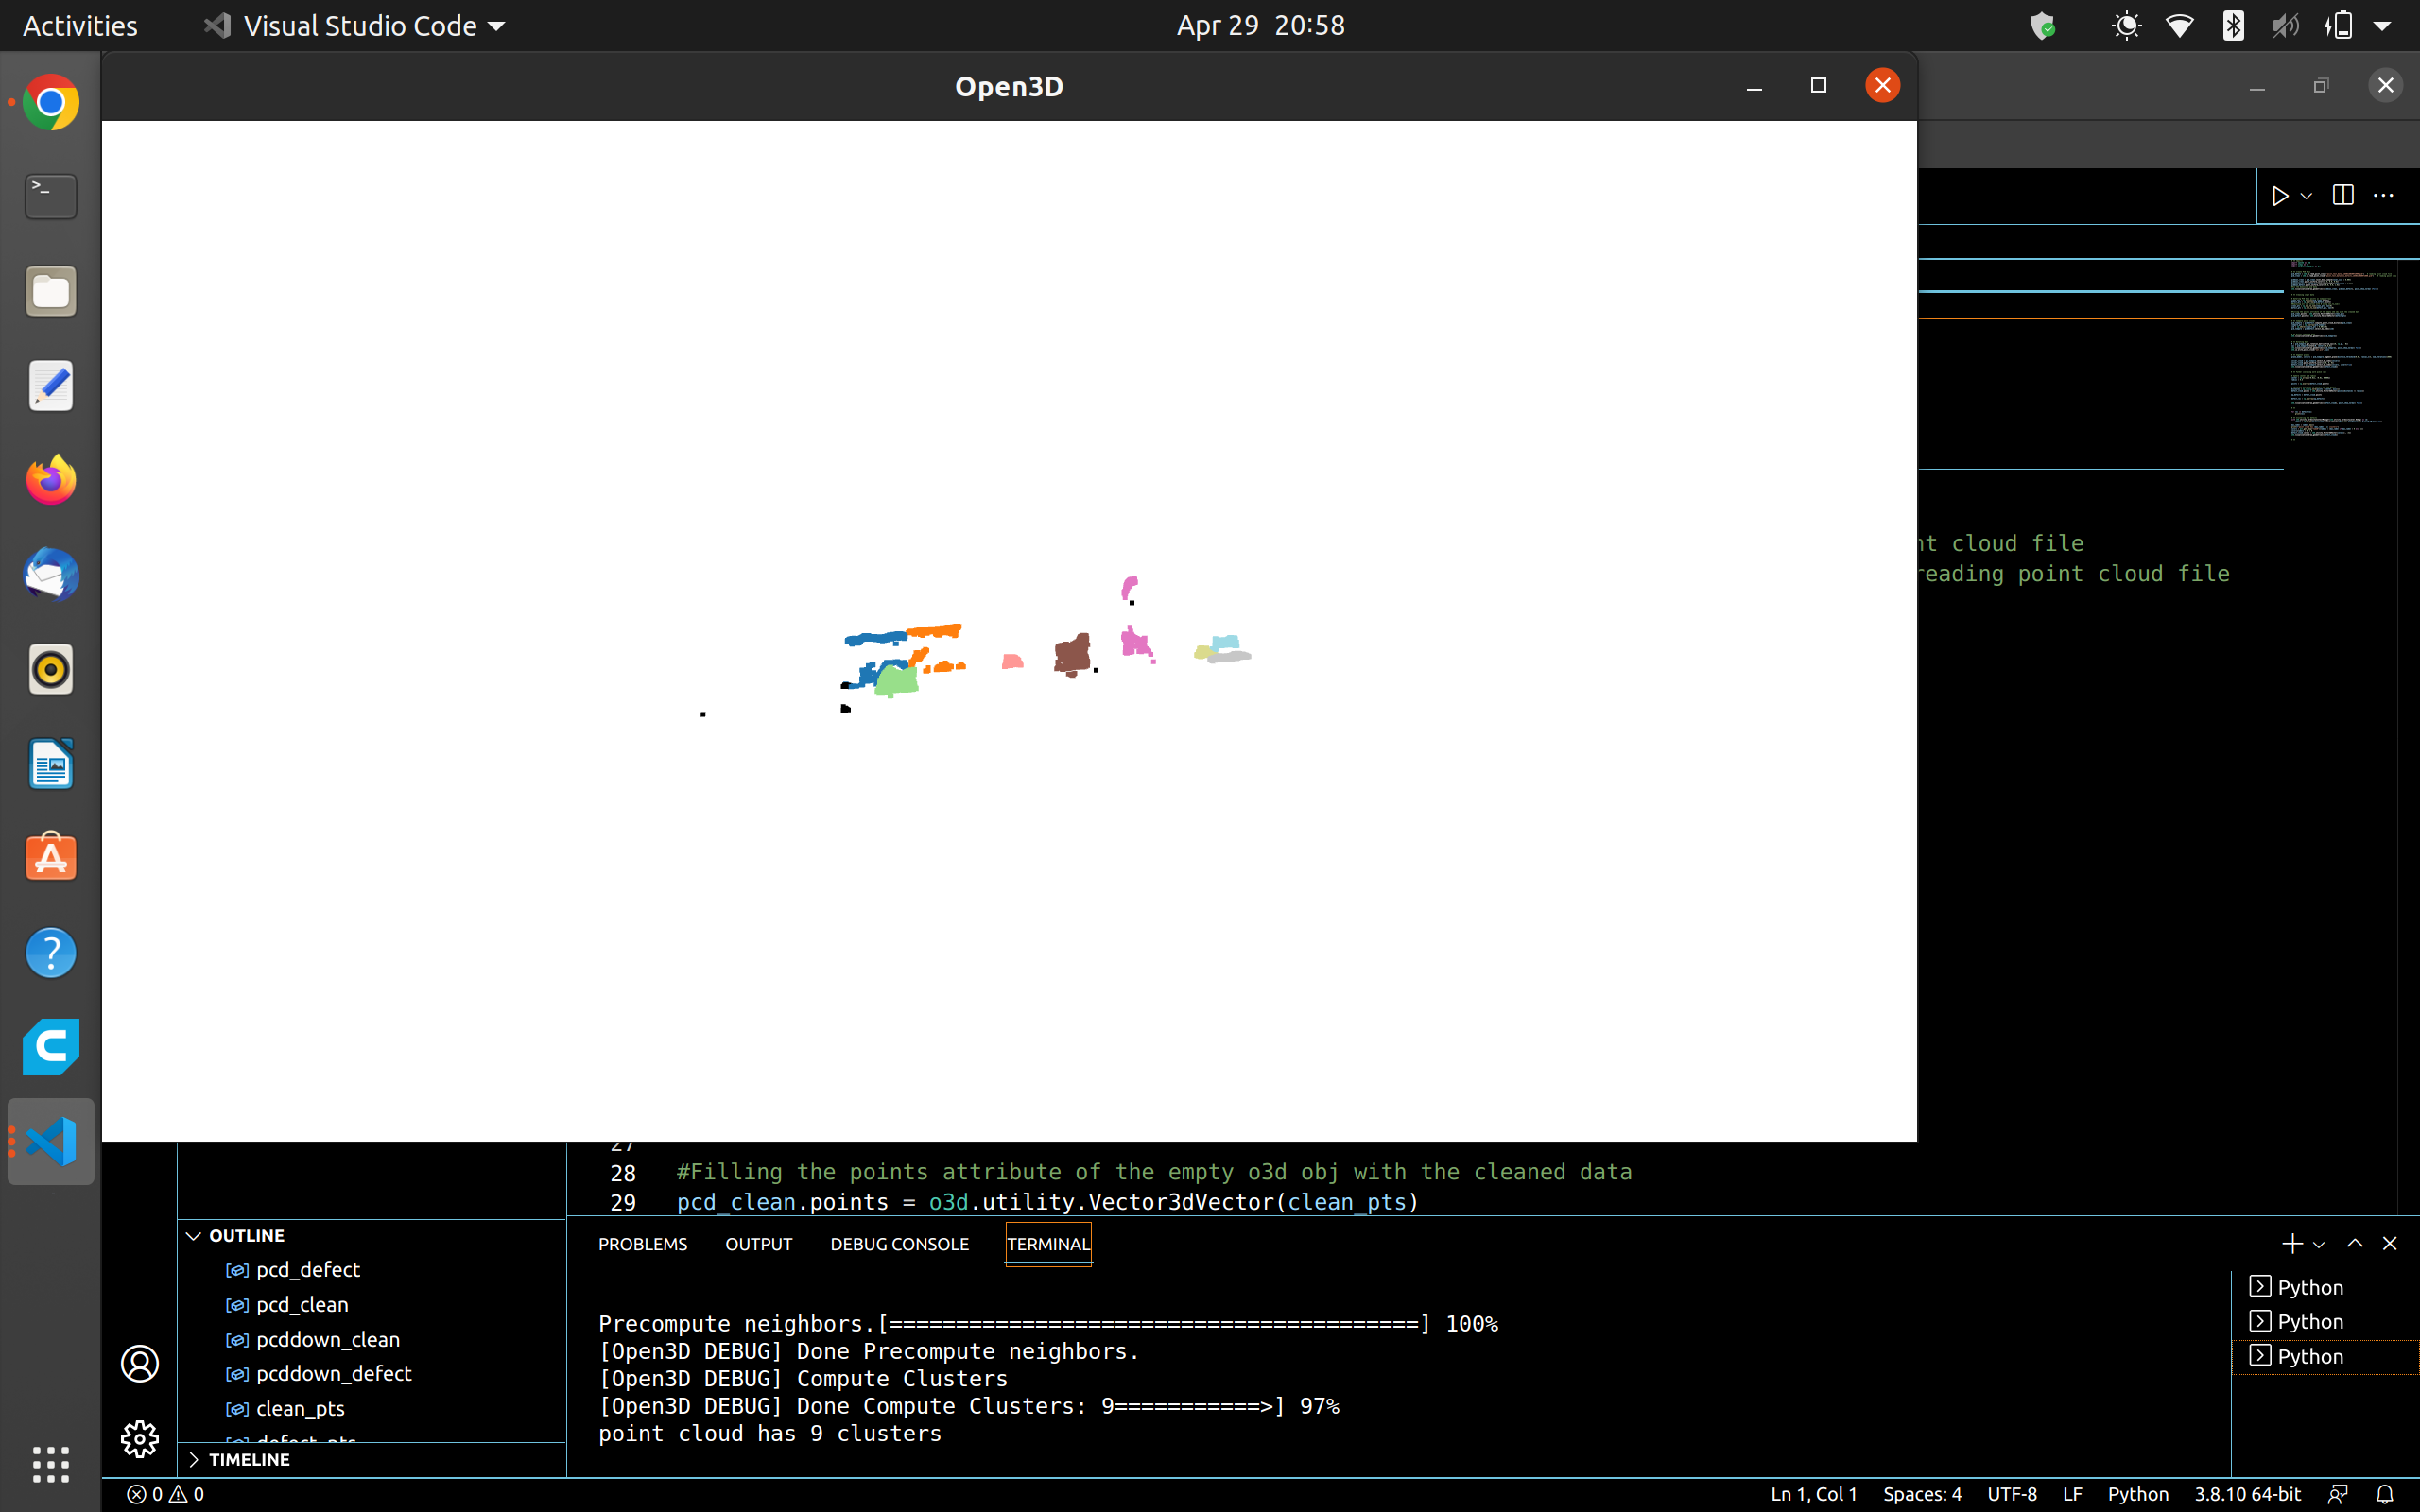 Activities
Visual Studio Code
Apr 29 20:58
Open3D
nt cloud file
reading point cloud file
27
28 #Filling the points attribute of the empty o3d obj with the cleaned data
29 pcd_clean.points = o3d.utility.Vector3dVector(clean_pts)
OUTLINE
pcd_defect
pcd_clean
pcddown_clean
pcddown_defect
clean_pts
defect_pts
TIMELINE
PROBLEMS OUTPUT DEBUG CONSOLE TERMINAL
Precompute neighbors.[========================================] 100%
[Open3D DEBUG] Done Precompute neighbors.
[Open3D DEBUG] Compute Clusters
[Open3D DEBUG] Done Compute Clusters: 9===========>] 97%
point cloud has 9 clusters
Python
Python
Python
0 0
Ln 1, Col 1 Spaces: 4 UTF-8 LF Python 3.8.10 64-bit